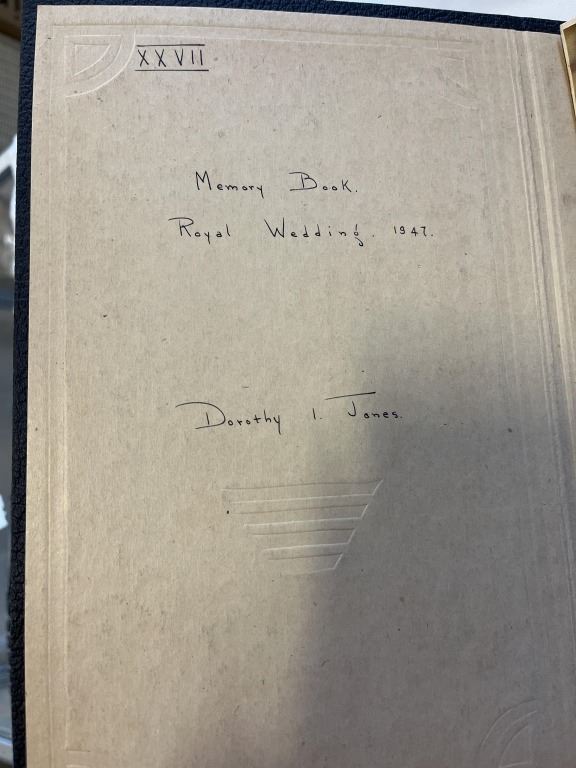 XXVII
Memory Book.
Royal Wedding. 1947.
Dorothy I. Jones.